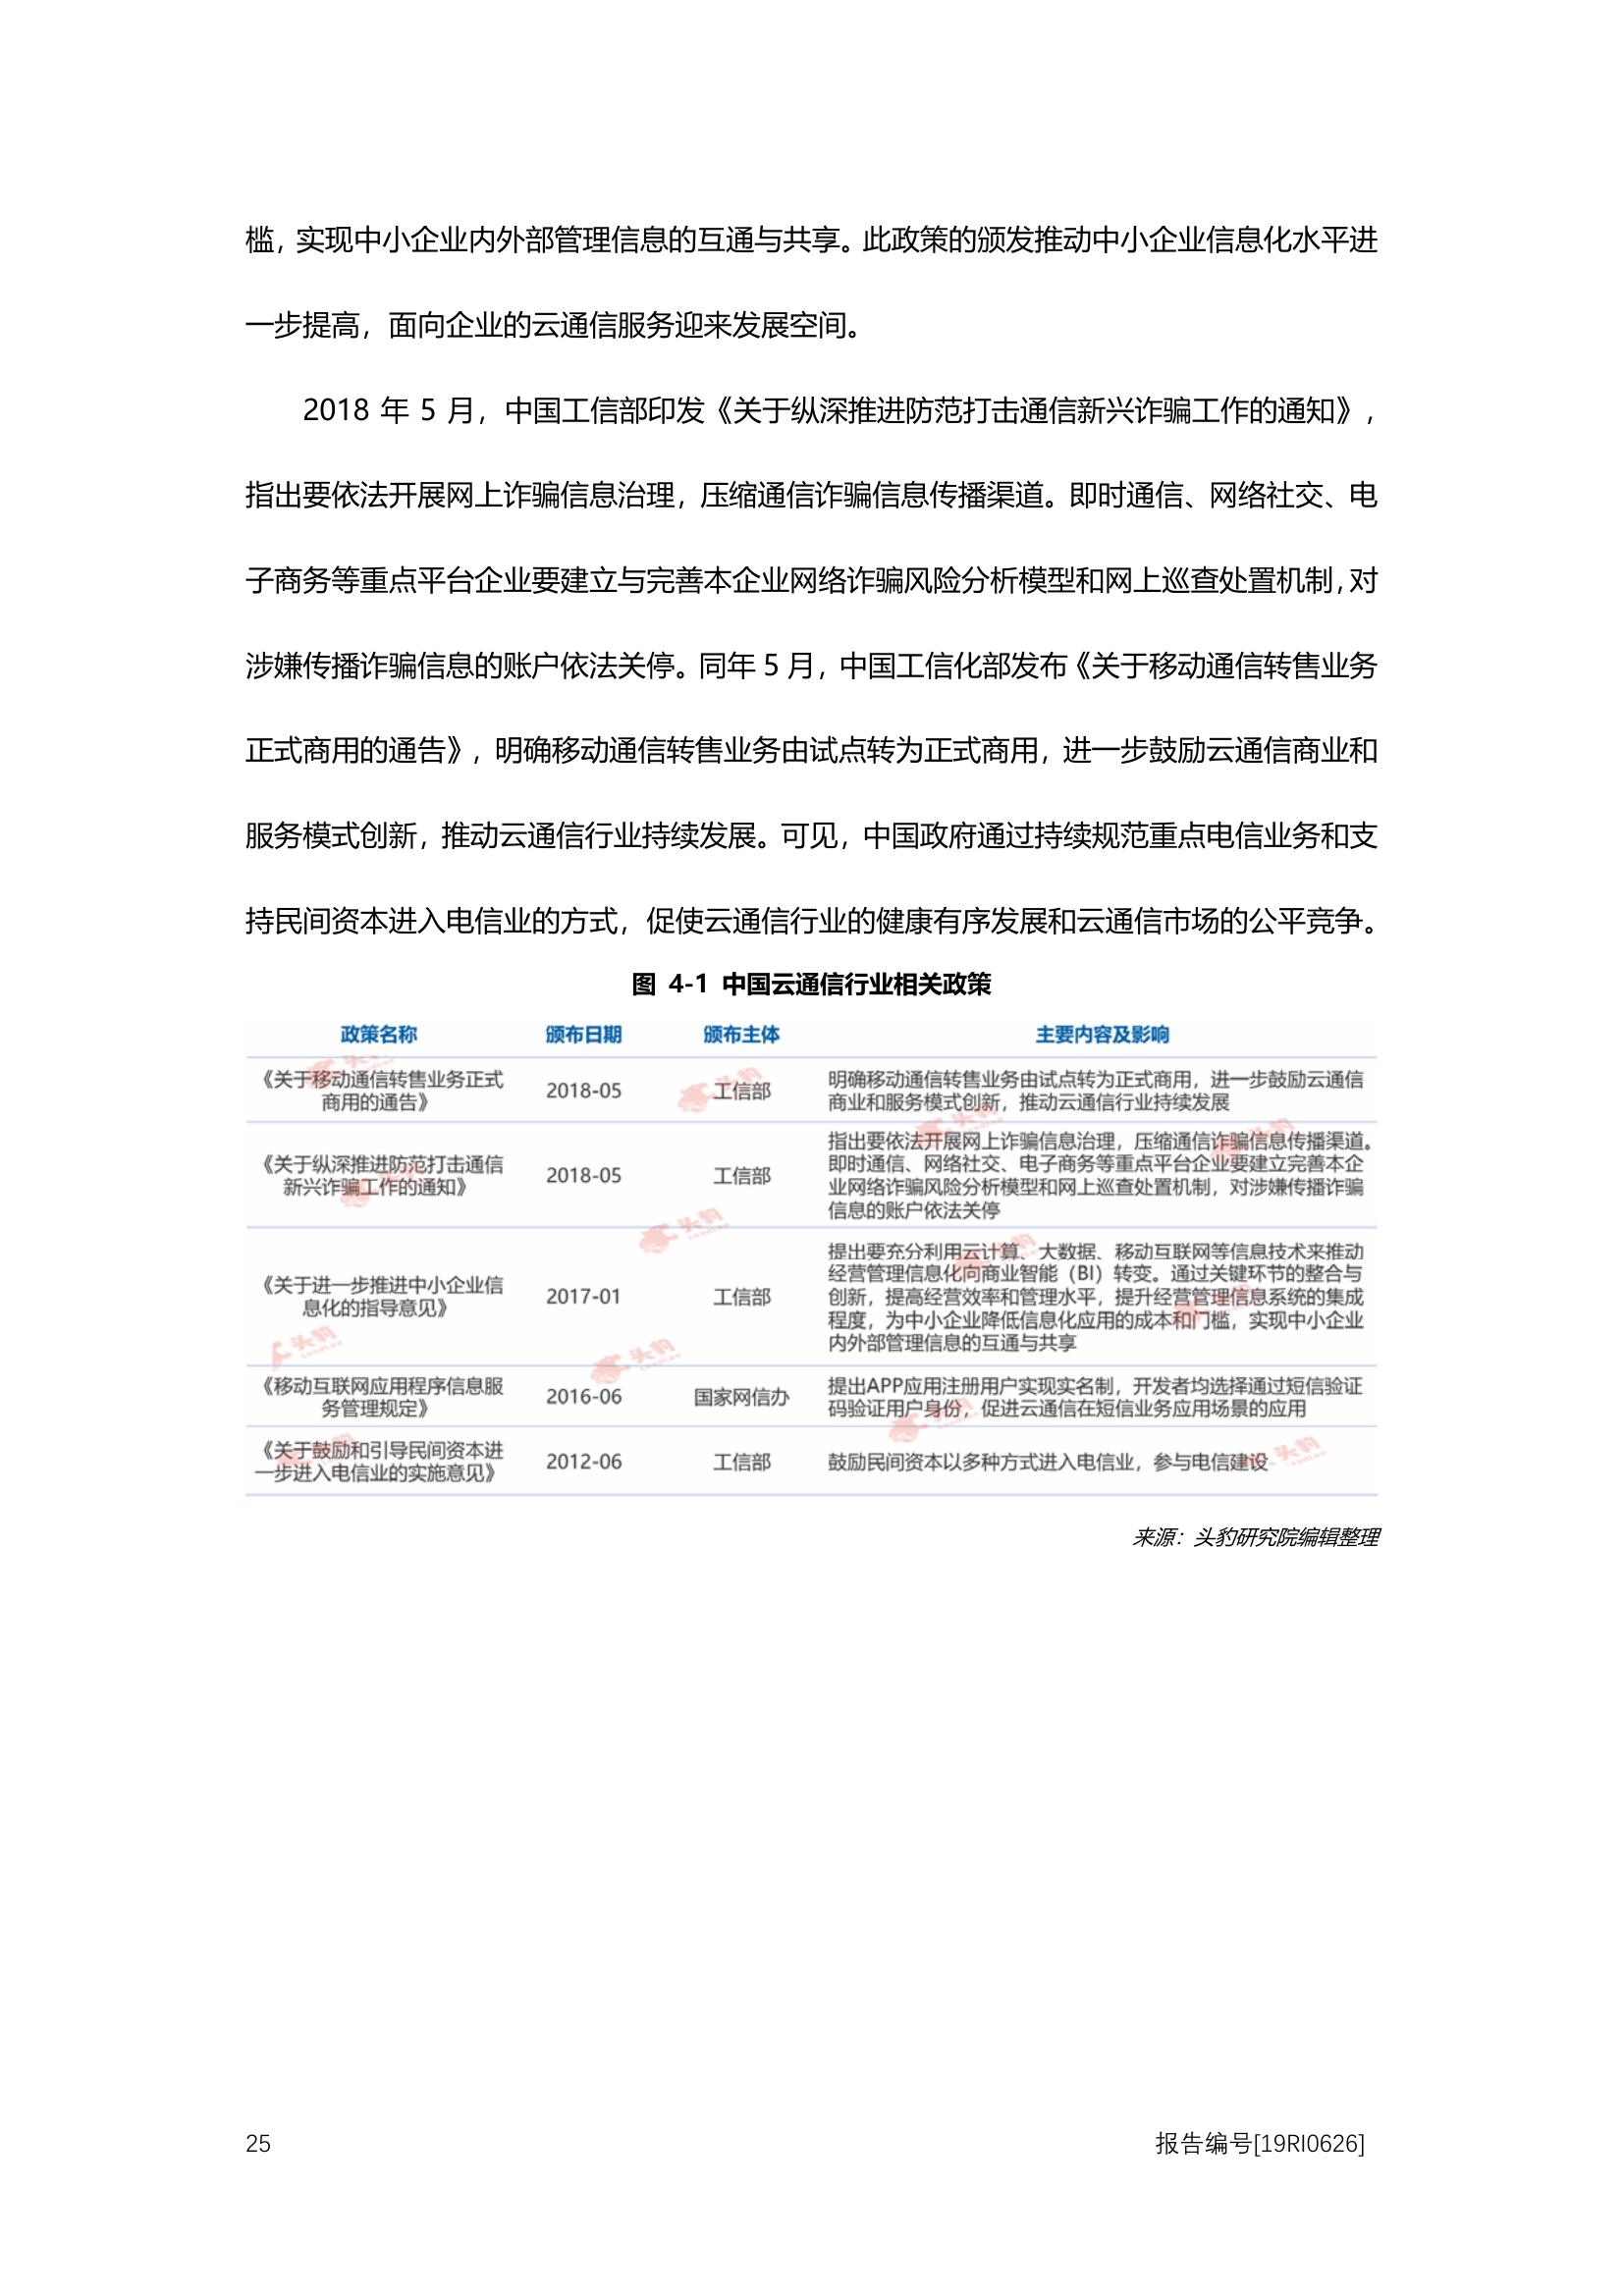 槛，实现中小企业内外部管理信息的互通与共享。此政策的颁发推动中小企业信息化水平进
一步提高，面向企业的云通信服务迎来发展空间。
2018 年 5 月，中国工信部印发《关于纵深推进防范打击通信新兴诈骗工作的通知》，
指出要依法开展网上诈骗信息治理，压缩通信诈骗信息传播渠道。即时通信、网络社交、电
子商务等重点平台企业要建立与完善本企业网络诈骗风险分析模型和网上巡查处置机制，对
涉嫌传播诈骗信息的账户依法关停。同年 5 月，中国工信化部发布《关于移动通信转售业务
正式商用的通告》，明确移动通信转售业务由试点转为正式商用，进一步鼓励云通信商业和
服务模式创新，推动云通信行业持续发展。可见，中国政府通过持续规范重点电信业务和支
持民间资本进入电信业的方式，促使云通信行业的健康有序发展和云通信市场的公平竞争。
图 4-1 中国云通信行业相关政策
政策名称 颁布日期 颁布主体 主要内容及影响
《关于移动通信转售业务正式
商用的通告》
2018-05
工信部
明确移动通信转售业务由试点转为正式商用，进一步鼓励云通信
商业和服务模式创新，推动云通信行业持续发展
《关于纵深推进防范打击通信
新兴诈骗工作的通知》
2018-05
工信部
指出要依法开展网上诈骗信息治理，压缩通信诈骗信息传播渠道。
即时通信、网络社交、电子商务等重点平台企业要建立完善本企
业网络诈骗风险分析模型和网上巡查处置机制，对涉嫌传播诈骗
信息的账户依法关停
《关于进一步推进中小企业信
息化的指导意见》
2017-01
工信部
提出要充分利用云计算、大数据、移动互联网等信息技术来推动
经营管理信息化向商业智能（BI）转变。通过关键环节的整合与
创新，提高经营效率和管理水平，提升经营管理信息系统的集成
程度，为中小企业降低信息化应用的成本和门槛，实现中小企业
内外部管理信息的互通与共享
《移动互联网应用程序信息服
务管理规定》
2016-06
国家网信办
提出APP应用注册用户实现实名制，开发者均选择通过短信验证
码验证用户身份，促进云通信在短信业务应用场景的应用
《关于鼓励和引导民间资本进
一步进入电信业的实施意见》
2012-06
工信部
鼓励民间资本以多种方式进入电信业，参与电信建设
来源：头豹研究院编辑整理
25
报告编号[19RI0626]